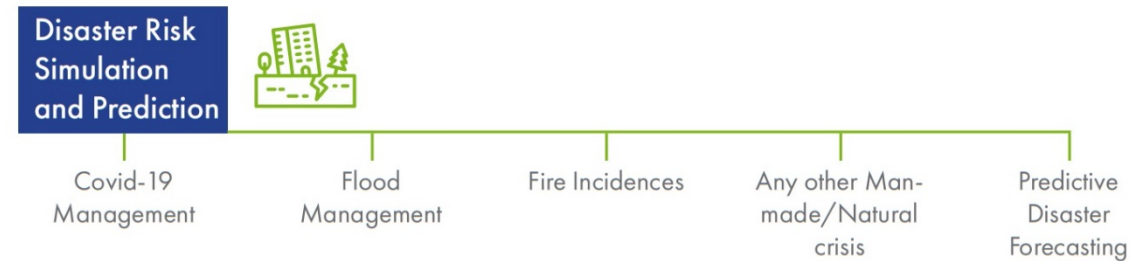 Disaster Risk
Simulation
and Prediction
Covid-19
Management
Flood
Management
Fire Incidences
Any other Man-
made/Natural
crisis
Predictive
Disaster
Forecasting